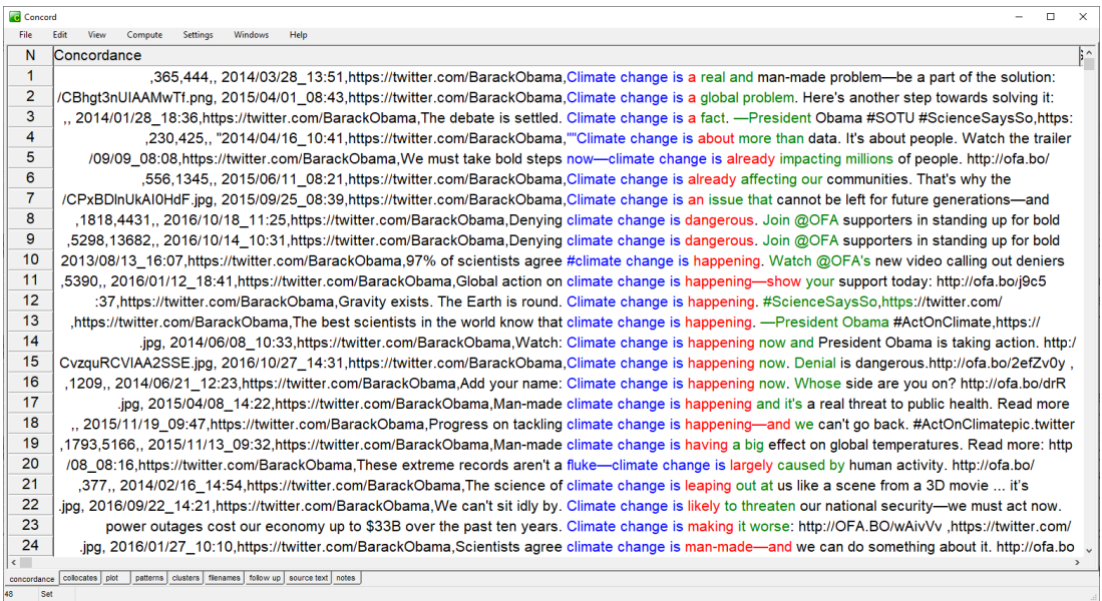 Concord
File Edit View Compute Settings Windows Help
N Concordance
1 ,365,444,, 2014/03/28_13:51,https://twitter.com/BarackObama,Climate change is a real and man-made problem—be a part of the solution:
2 /CBhgt3nUIAAMwTf.png, 2015/04/01_08:43,https://twitter.com/BarackObama,Climate change is a global problem. Here's another step towards solving it:
3 ,, 2014/01/28_18:36,https://twitter.com/BarackObama,The debate is settled. Climate change is a fact. —President Obama #SOTU #ScienceSaysSo,https:
4 ,230,425,, "2014/04/16_10:41,https://twitter.com/BarackObama,""Climate change is about more than data. It's about people. Watch the trailer
5 /09/09_08:08,https://twitter.com/BarackObama,We must take bold steps now—climate change is already impacting millions of people. http://ofa.bo/
6 ,556,1345,, 2015/06/11_08:21,https://twitter.com/BarackObama,Climate change is already affecting our communities. That's why the
7 /CPxBDlnUkAI0HdF.jpg, 2015/09/25_08:39,https://twitter.com/BarackObama,Climate change is an issue that cannot be left for future generations—and
8 ,1818,4431,, 2016/10/18_11:25,https://twitter.com/BarackObama,Denying climate change is dangerous. Join @OFA supporters in standing up for bold
9 ,5298,13682,, 2016/10/14_10:31,https://twitter.com/BarackObama,Denying climate change is dangerous. Join @OFA supporters in standing up for bold
10 2013/08/13_16:07,https://twitter.com/BarackObama,97% of scientists agree #climate change is happening. Watch @OFA's new video calling out deniers
11 ,5390,, 2016/01/12_18:41,https://twitter.com/BarackObama,Global action on climate change is happening—show your support today: http://ofa.bo/j9c5
12 :37,https://twitter.com/BarackObama,Gravity exists. The Earth is round. Climate change is happening. #ScienceSaysSo,https://twitter.com/
13 ,https://twitter.com/BarackObama,The best scientists in the world know that climate change is happening. —President Obama #ActOnClimate,https://
14 .jpg, 2014/06/08_10:33,https://twitter.com/BarackObama,Watch: Climate change is happening now and President Obama is taking action. http:/
15 CvzquRCVIAA2SSE.jpg, 2016/10/27_14:31,https://twitter.com/BarackObama,Climate change is happening now. Denial is dangerous.http://ofa.bo/2efZv0y ,
16 ,1209,, 2014/06/21_12:23,https://twitter.com/BarackObama,Add your name: Climate change is happening now. Whose side are you on? http://ofa.bo/drR
17 .jpg, 2015/04/08_14:22,https://twitter.com/BarackObama,Man-made climate change is happening and it's a real threat to public health. Read more
18 ,, 2015/11/19_09:47,https://twitter.com/BarackObama,Progress on tackling climate change is happening—and we can't go back. #ActOnClimatepic.twitter
19 ,1793,5166,, 2015/11/13_09:32,https://twitter.com/BarackObama,Man-made climate change is having a big effect on global temperatures. Read more: http
20 /08_08:16,https://twitter.com/BarackObama,These extreme records aren't a fluke—climate change is largely caused by human activity. http://ofa.bo/
21 ,377,, 2014/02/16_14:54,https://twitter.com/BarackObama,The science of climate change is leaping out at us like a scene from a 3D movie ... it's
22 .jpg, 2016/09/22_14:21,https://twitter.com/BarackObama,We can't sit idly by. Climate change is likely to threaten our national security—we must act now.
23 power outages cost our economy up to $33B over the past ten years. Climate change is making it worse: http://OFA.BO/wAivVv ,https://twitter.com/
24 .jpg, 2016/01/27_10:10,https://twitter.com/BarackObama,Scientists agree climate change is man-made—and we can do something about it. http://ofa.bo
concordance collocates plot patterns clusters filenames follow up source text notes
48 Set